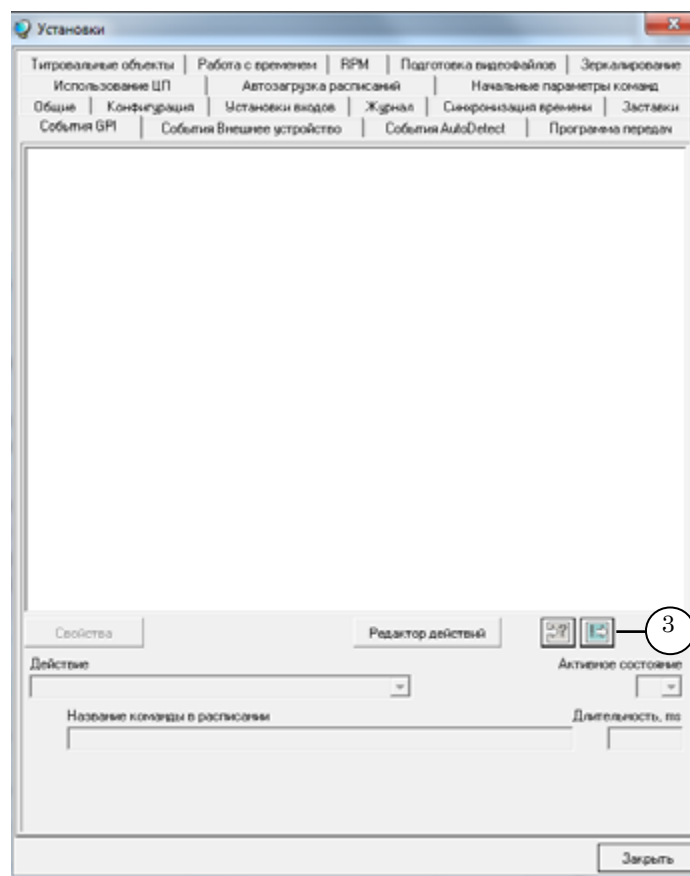 Установки
Титровальные объекты Работа с временем RPM Подготовка видеофайлов Зеркалирование
Использование ЦП Автозагрузка расписаний Начальные параметры команд
Общие Конфигурация Установки входов Журнал Синхронизация времени Заставки
События GPI События Внешнее устройство События AutoDetect Программа передач
Свойства Редактор действий 3
Действие Активное состояние
Название команды в расписании Длительность, ms
Закрыть